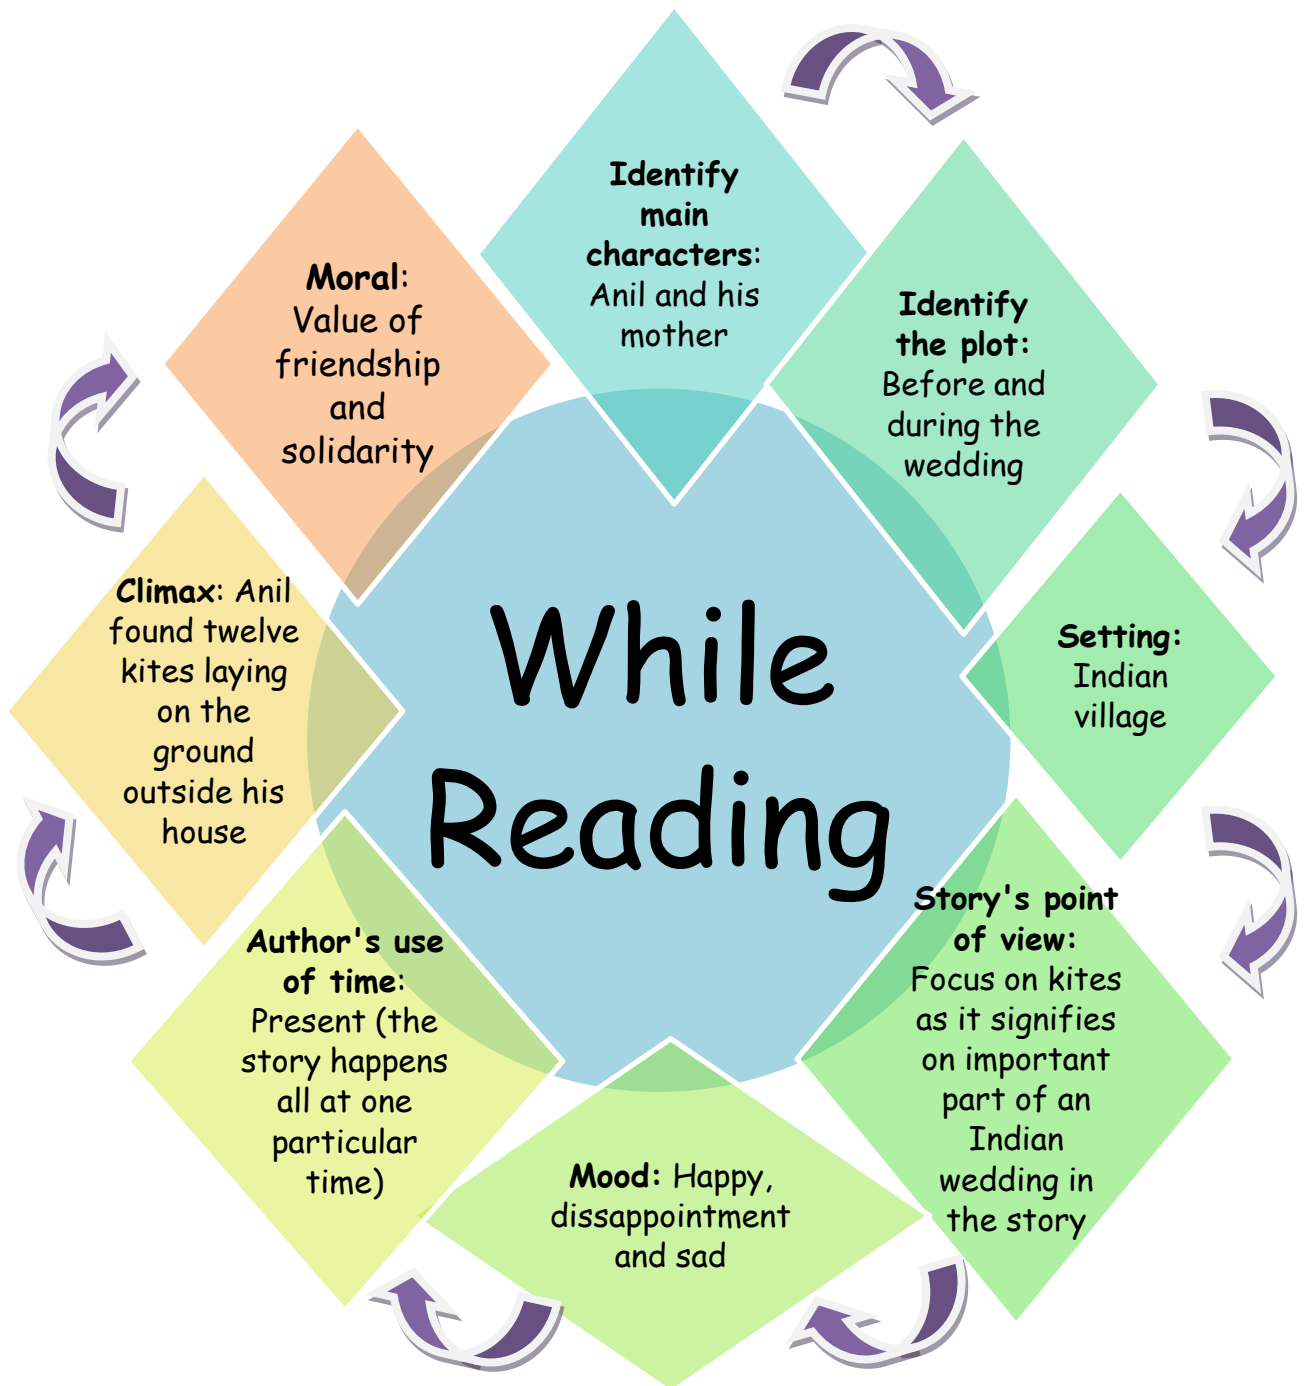 Identify
main
characters:
Anil and his
mother
Identify
the plot:
Before and
during the
wedding
Setting:
Indian
village
Story's point
of view:
Focus on kites
as it signifies
on important
part of an
Indian
wedding in
the story
Mood: Happy,
dissappointment
and sad
Author's use
of time:
Present (the
story happens
all at one
particular
time)
Climax: Anil
found twelve
kites laying
on the
ground
outside his
house
Moral:
Value of
friendship
and
solidarity
While
Reading